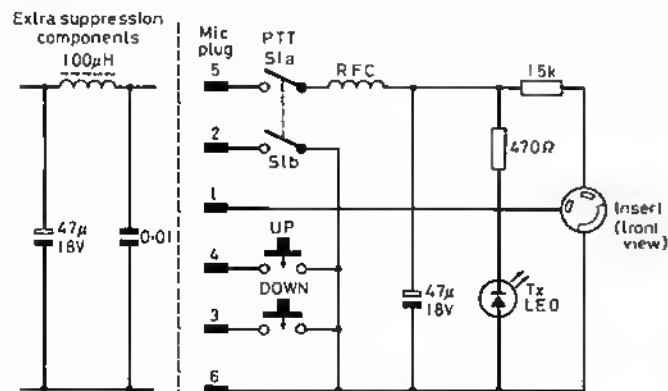 Extra suppression
components
100µH
47µ
18V
0·01
Mic
plug
5
2
1
4
3
6
PTT
S1a
S1b
RFC
UP
DOWN
47µ
18V
15k
470Ω
Tx
LED
Insert
(front
view)